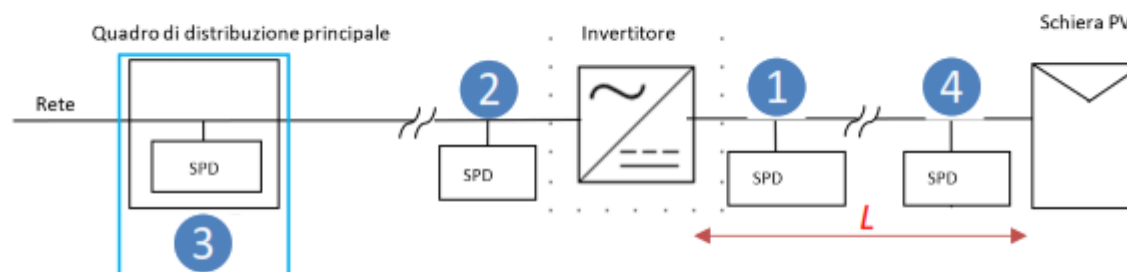 Quadro di distribuzione principale
Invertitore
Schiera PV
Rete
2
1
4
SPD
SPD
SPD
SPD
3
L